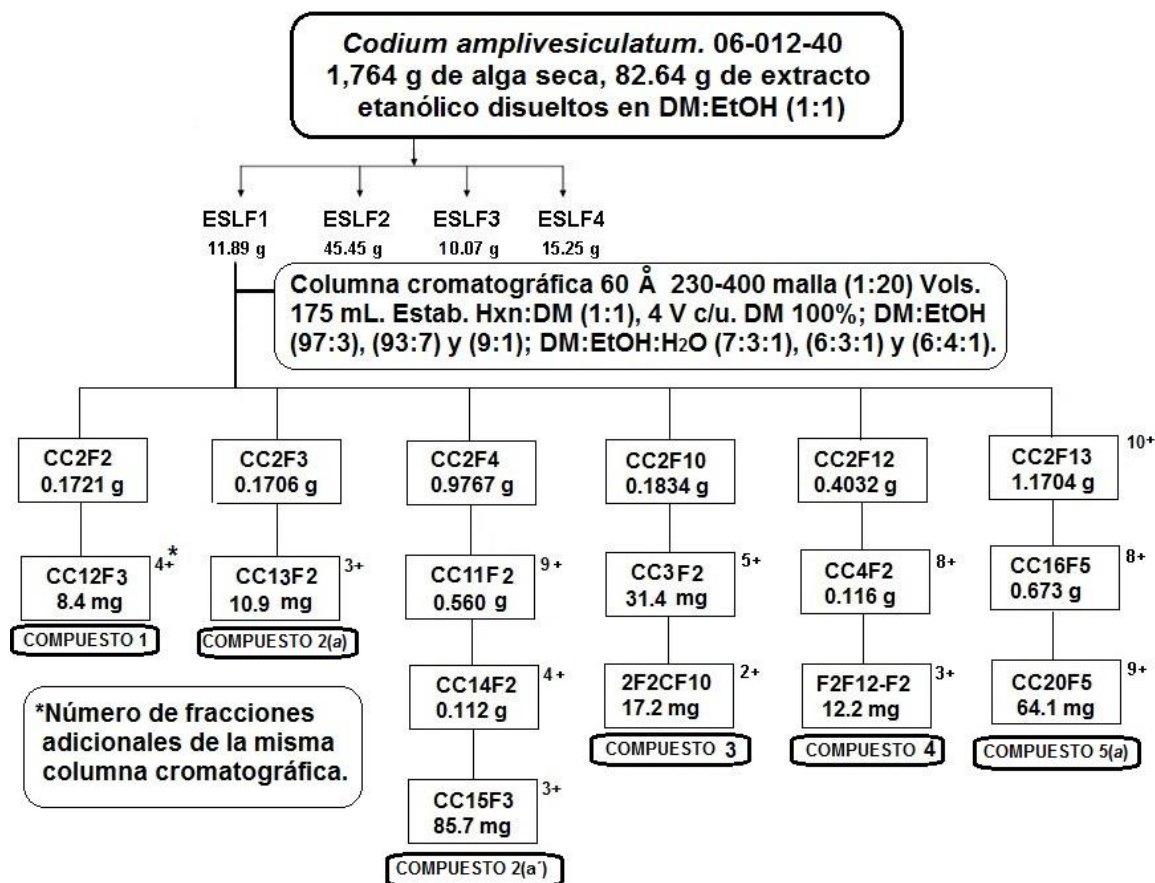 Codium amplivesiculatum. 06-012-40
1,764 g de alga seca, 82.64 g de extracto
etanólico disueltos en DM:EtOH (1:1)
ESLF1
11.89 g
ESLF2
45.45 g
ESLF3
10.07 g
ESLF4
15.25 g
Columna cromatográfica 60 Å 230-400 malla (1:20) Vols.
175 mL. Estab. Hxn:DM (1:1), 4 V c/u. DM 100%; DM:EtOH
(97:3), (93:7) y (9:1); DM:EtOH:H2O (7:3:1), (6:3:1) y (6:4:1).
CC2F2
0.1721 g
4+*
CC12F3
8.4 mg
COMPUESTO 1
CC2F3
0.1706 g
3+
CC13F2
10.9 mg
COMPUESTO 2(a)
CC2F4
0.9767 g
9+
CC11F2
0.560 g
4+
CC14F2
0.112 g
3+
CC15F3
85.7 mg
COMPUESTO 2(a´)
CC2F10
0.1834 g
5+
CC3F2
31.4 mg
2+
2F2CF10
17.2 mg
COMPUESTO 3
CC2F12
0.4032 g
8+
CC4F2
0.116 g
3+
F2F12-F2
12.2 mg
COMPUESTO 4
10+
CC2F13
1.1704 g
8+
CC16F5
0.673 g
9+
CC20F5
64.1 mg
COMPUESTO 5(a)
*Número de fracciones
adicionales de la misma
columna cromatográfica.